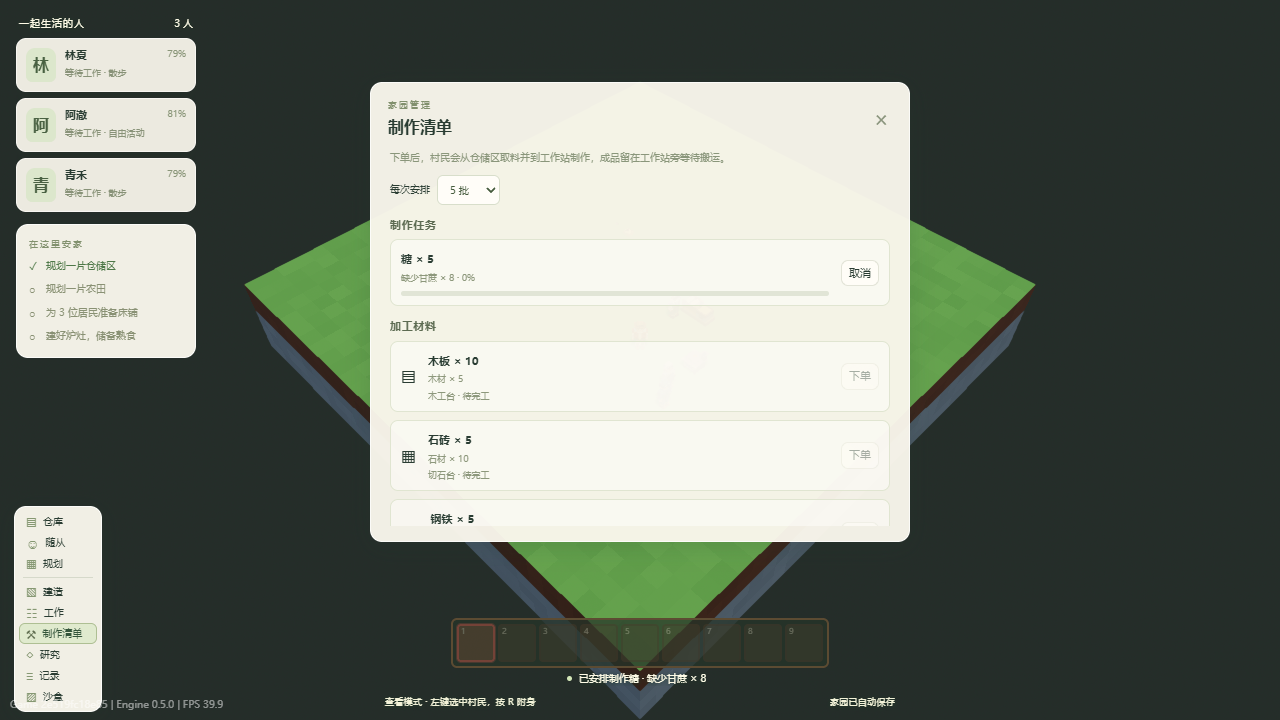 一起生活的人 3 人
林 林夏 79%
等待工作 · 散步
阿 阿澈 81%
等待工作 · 自由活动
青 青禾 79%
等待工作 · 散步
在这里安家
✓ 规划一片仓储区
○ 规划一片农田
○ 为 3 位居民准备床铺
○ 建好炉灶，储备熟食
家园管理
制作清单
×
下单后，村民会从仓储区取料并到工作站制作，成品留在工作站旁等待搬运。
每次安排 5 批
制作任务
糖 × 5
缺少甘蔗 × 8 · 0%
取消
加工材料
木板 × 10
木材 × 5
木工台 · 待完工
下单
石砖 × 5
石材 × 10
切石台 · 待完工
下单
钢铁 × 5
仓库
随从
规划
建造
工作
制作清单
研究
记录
沙盒
5 | Engine 0.5.0 | FPS 39.9
1 2 3 4 5 6 7 8 9
已安排制作糖 · 缺少甘蔗 × 8
查看模式 · 左键选中村民，按 R 附身
家园已自动保存